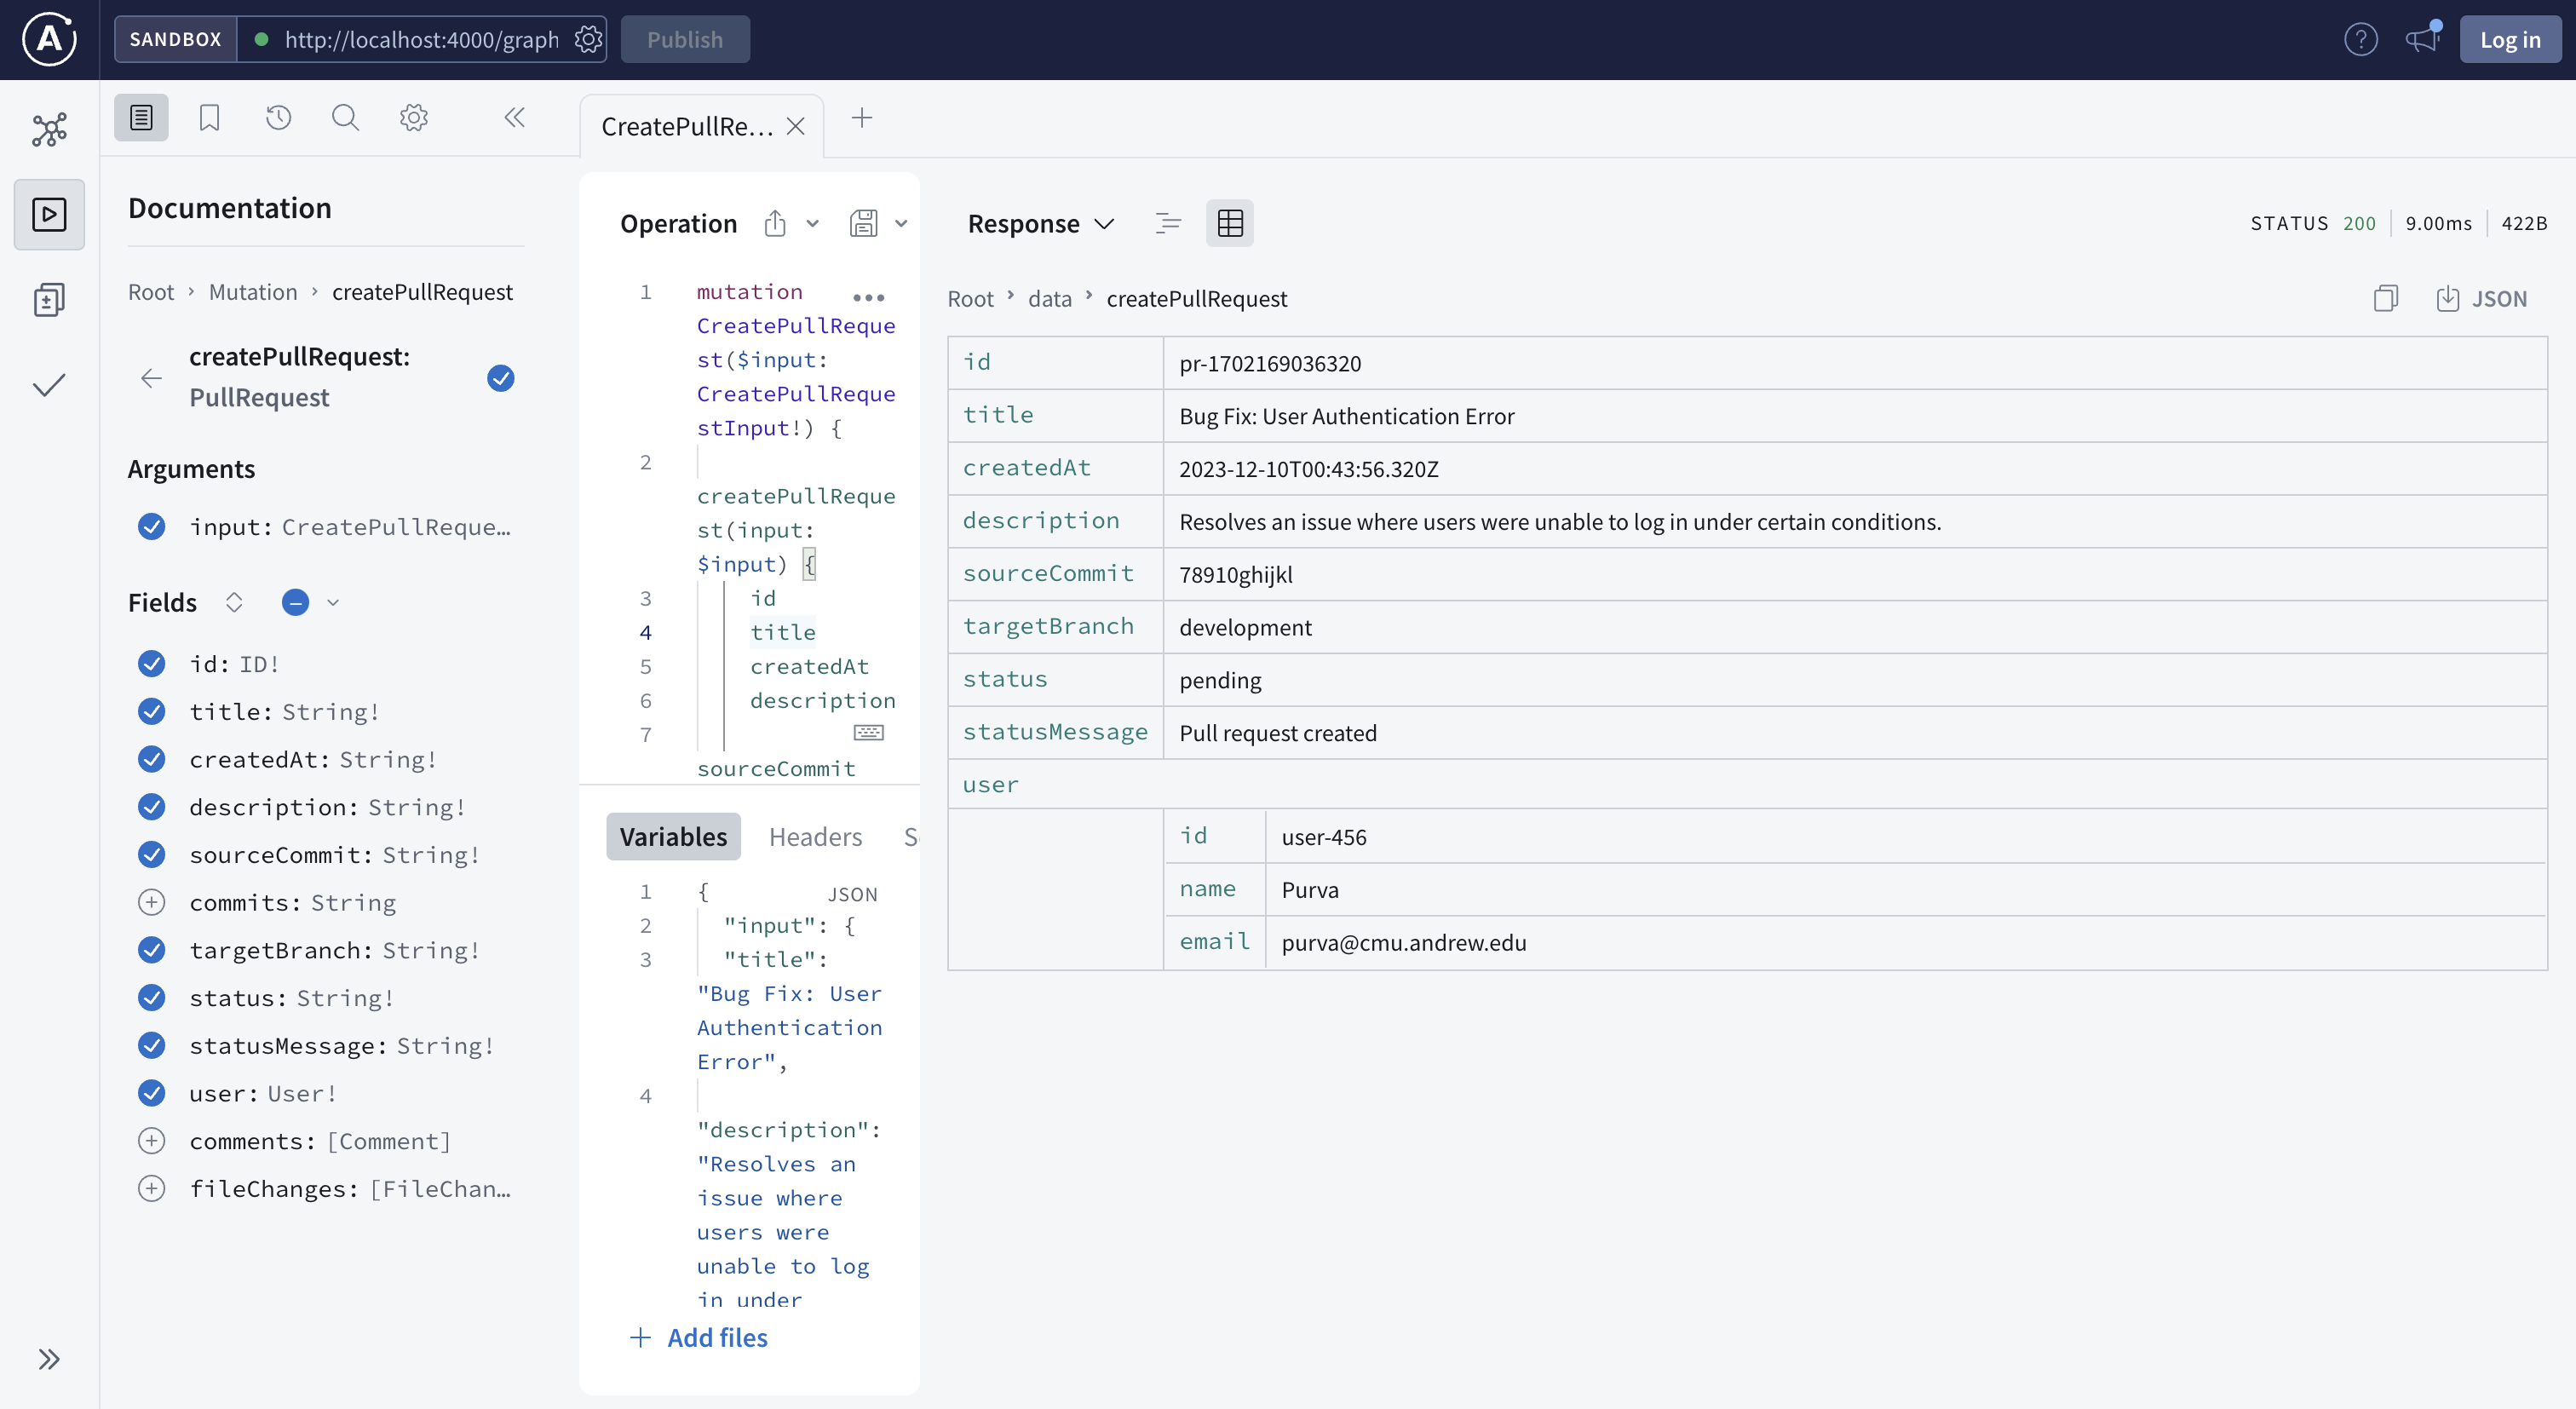 SANDBOX
http://localhost:4000/graph
Publish
?
Log in
CreatePullRe...
Documentation
Root › Mutation › createPullRequest
createPullRequest:
PullRequest
Arguments
input: CreatePullReque...
Fields
id: ID!
title: String!
createdAt: String!
description: String!
sourceCommit: String!
commits: String
targetBranch: String!
status: String!
statusMessage: String!
user: User!
comments: [Comment]
fileChanges: [FileChan...
Operation
1 mutation
CreatePullReque
st($input:
CreatePullReque
stInput!) {
2
createPullReque
st(input:
$input) {
3 id
4 title
5 createdAt
6 description
7
sourceCommit
Variables Headers
1 {
JSON
2 "input": {
3 "title":
"Bug Fix: User
Authentication
Error",
4
"description":
"Resolves an
issue where
users were
unable to log
in under
+ Add files
Response
STATUS 200 9.00ms 422B
Root › data › createPullRequest
JSON
id pr-1702169036320
title Bug Fix: User Authentication Error
createdAt 2023-12-10T00:43:56.320Z
description Resolves an issue where users were unable to log in under certain conditions.
sourceCommit 78910ghijkl
targetBranch development
status pending
statusMessage Pull request created
user
id user-456
name Purva
email purva@cmu.andrew.edu